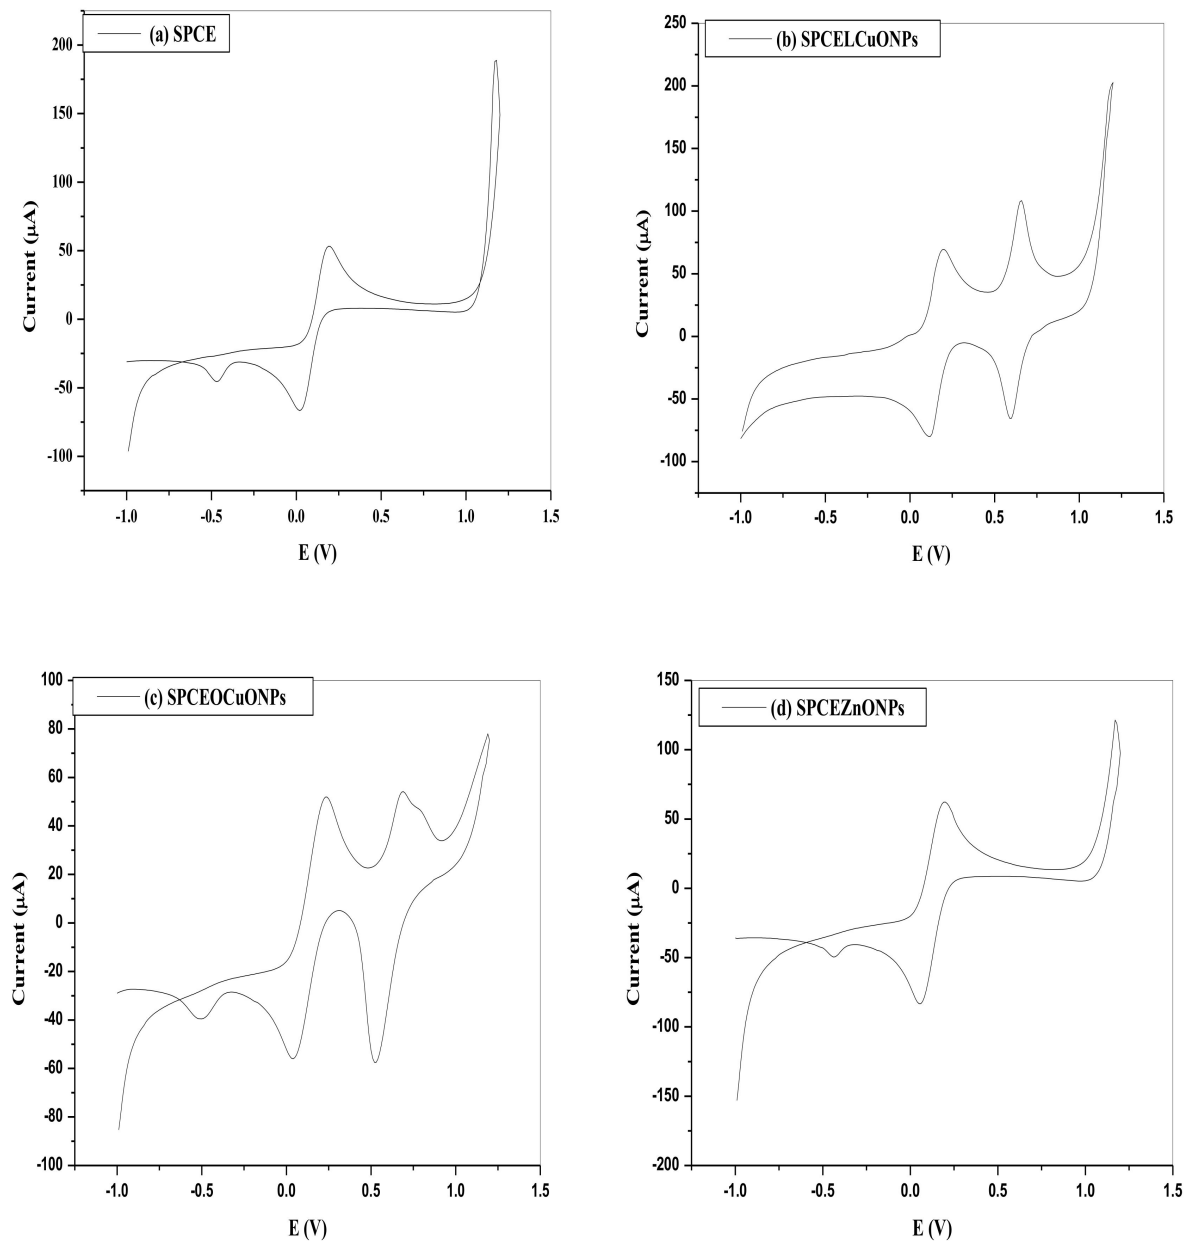 (a) SPCE
200
150
100
50
0
-50
-100
Current (µA)
-1.0 -0.5 0.0 0.5 1.0 1.5
E (V)
(b) SPCELCuONPs
250
200
150
100
50
0
-50
-100
Current (µA)
-1.0 -0.5 0.0 0.5 1.0 1.5
E (V)
(c) SPCEOCuONPs
100
80
60
40
20
0
-20
-40
-60
-80
-100
Current (µA)
-1.0 -0.5 0.0 0.5 1.0 1.5
E (V)
(d) SPCEZnONPs
150
100
50
0
-50
-100
-150
-200
Current (µA)
-1.0 -0.5 0.0 0.5 1.0 1.5
E (V)